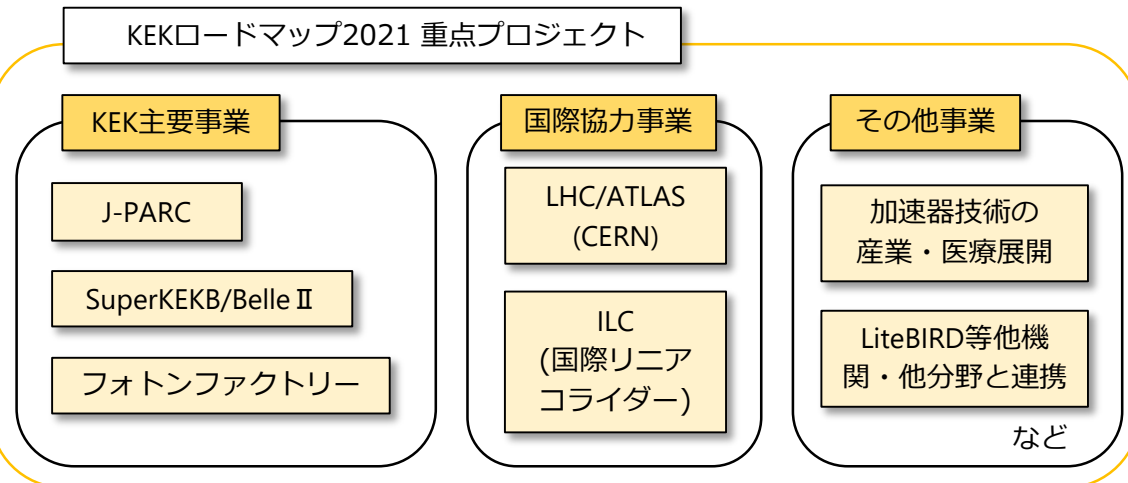 KEKロードマップ2021 重点プロジェクト
KEK主要事業
J-PARC
SuperKEKB/BelleⅡ
フォトンファクトリー
国際協力事業
LHC/ATLAS
(CERN)
ILC
(国際リニア
コライダー)
その他事業
加速器技術の
産業・医療展開
LiteBIRD等他機
関・他分野と連携
など